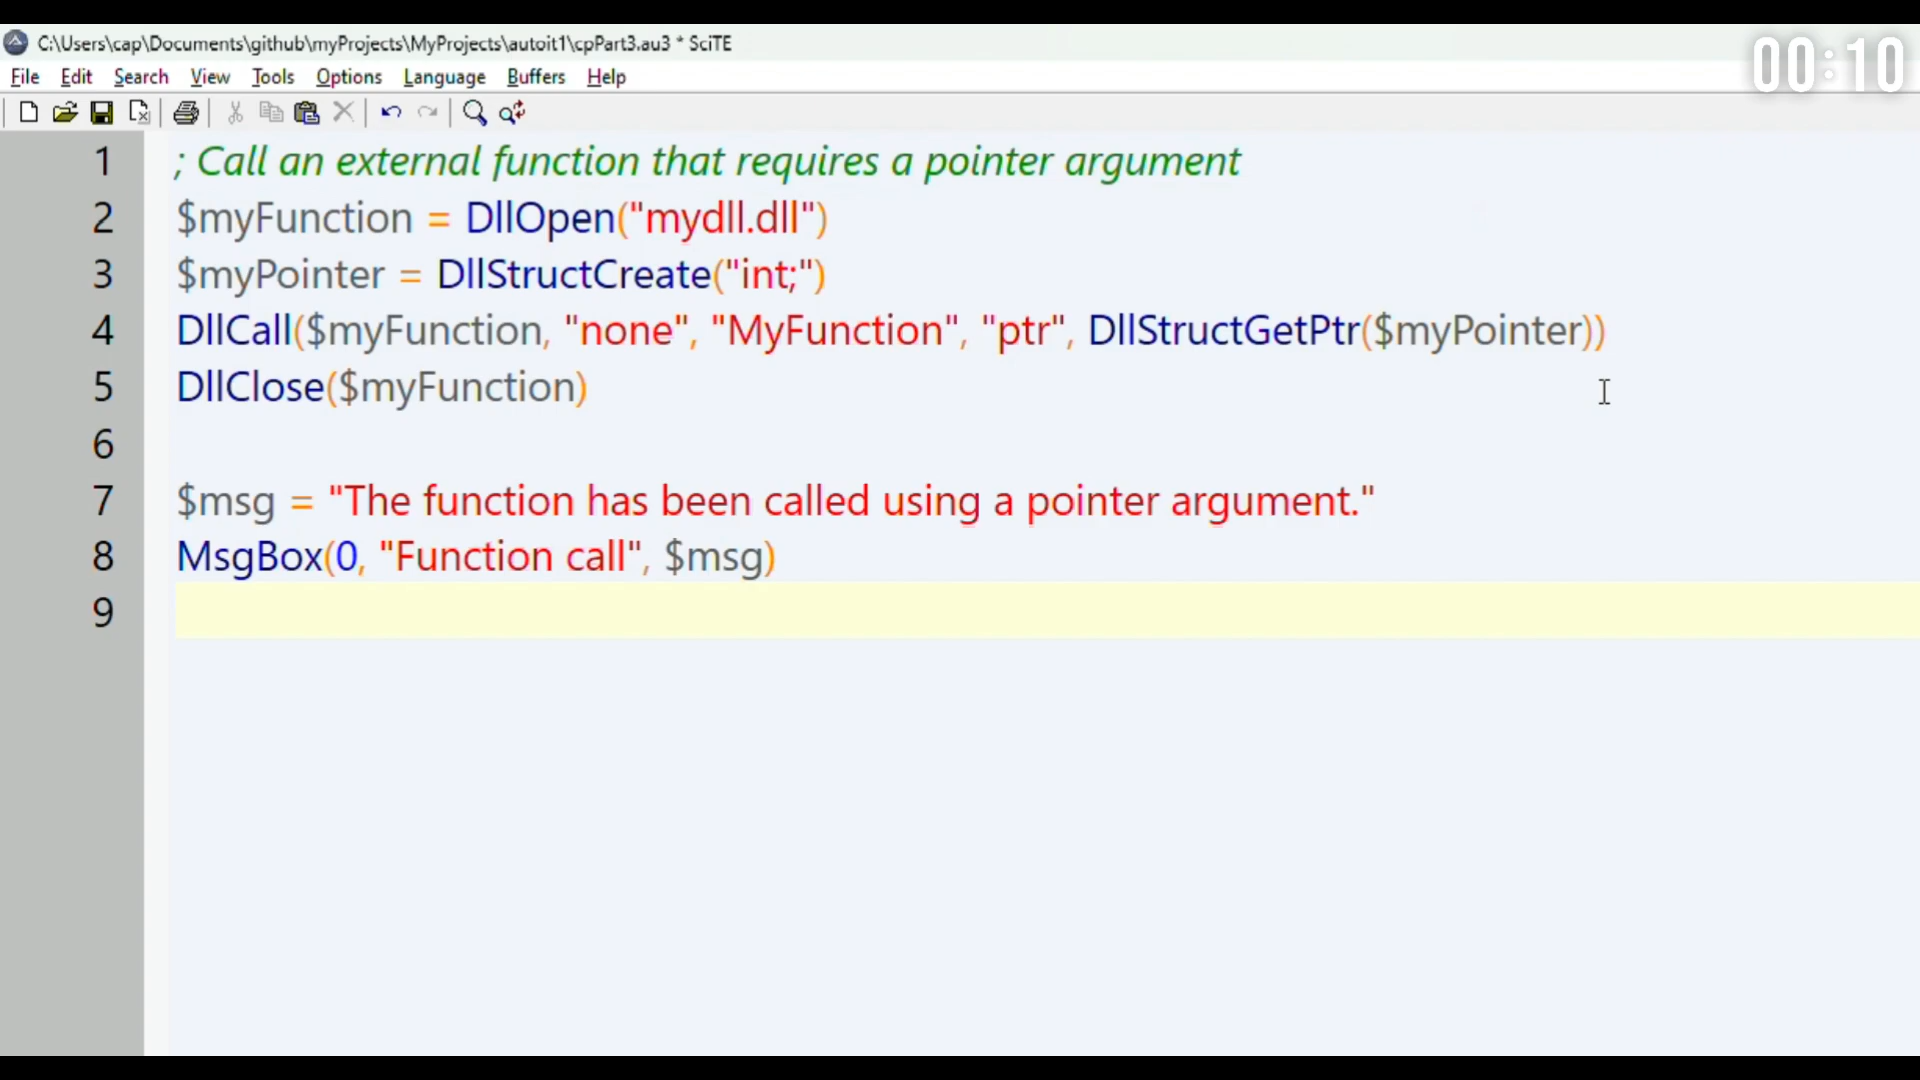 C:\Users\cap\Documents\github\myProjects\MyProjects\autoit1\cpPart3.au3 * SciTE
00:10
File Edit Search View Tools Options Language Buffers Help
1 ; Call an external function that requires a pointer argument
2 $myFunction = DllOpen("mydll.dll")
3 $myPointer = DllStructCreate("int;")
4 DllCall($myFunction, "none", "MyFunction", "ptr", DllStructGetPtr($myPointer))
5 DllClose($myFunction)
6
7 $msg = "The function has been called using a pointer argument."
8 MsgBox(0, "Function call", $msg)
9